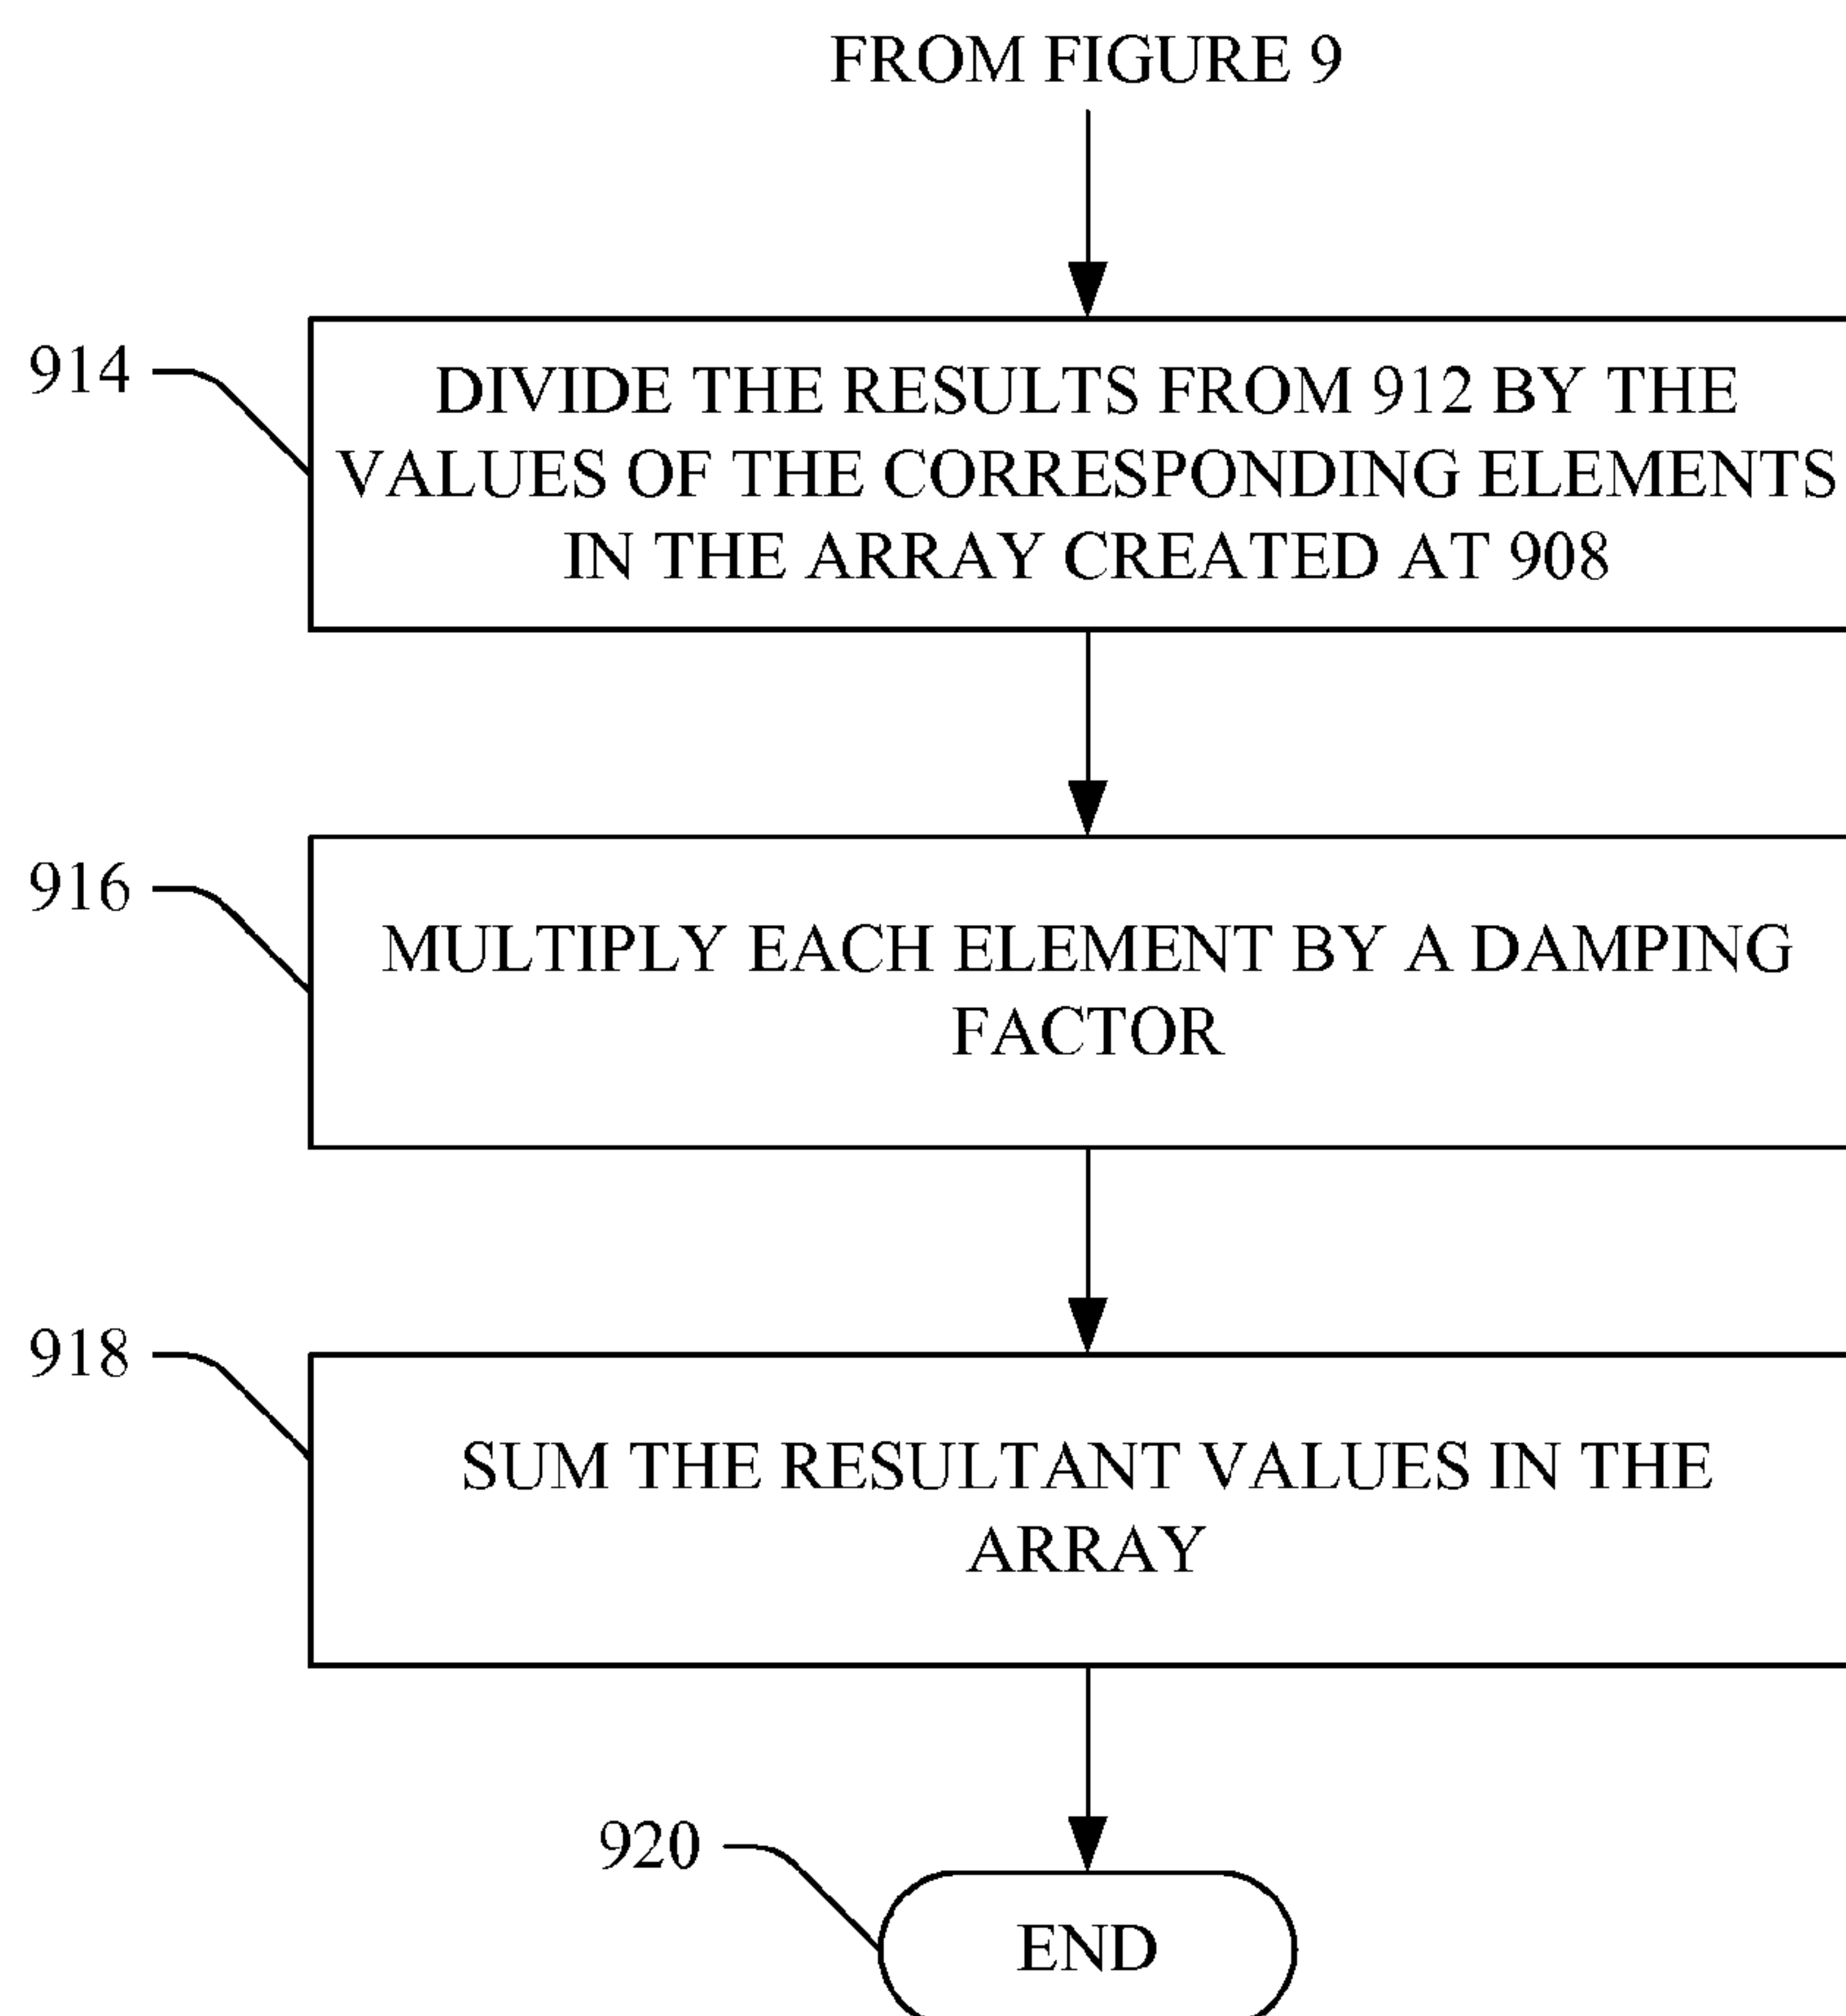 FROM FIGURE 9
914
DIVIDE THE RESULTS FROM 912 BY THE
VALUES OF THE CORRESPONDING ELEMENTS
IN THE ARRAY CREATED AT 908
916
MULTIPLY EACH ELEMENT BY A DAMPING
FACTOR
918
SUM THE RESULTANT VALUES IN THE
ARRAY
920
END